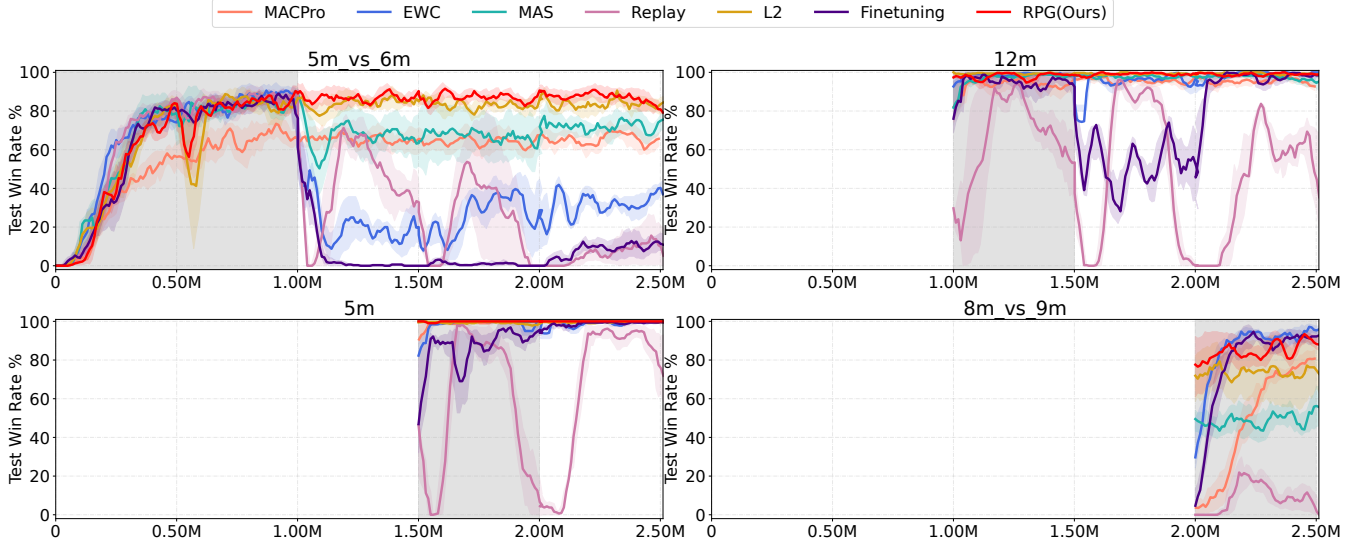 MACPro EWC MAS Replay L2 Finetuning RPG(Ours)
5m_vs_6m
12m
Test Win Rate %
100
80
60
40
20
0
0 0.50M 1.00M 1.50M 2.00M 2.50M
Test Win Rate %
100
80
60
40
20
0
0 0.50M 1.00M 1.50M 2.00M 2.50M
5m
8m_vs_9m
Test Win Rate %
100
80
60
40
20
0
0 0.50M 1.00M 1.50M 2.00M 2.50M
Test Win Rate %
100
80
60
40
20
0
0 0.50M 1.00M 1.50M 2.00M 2.50M